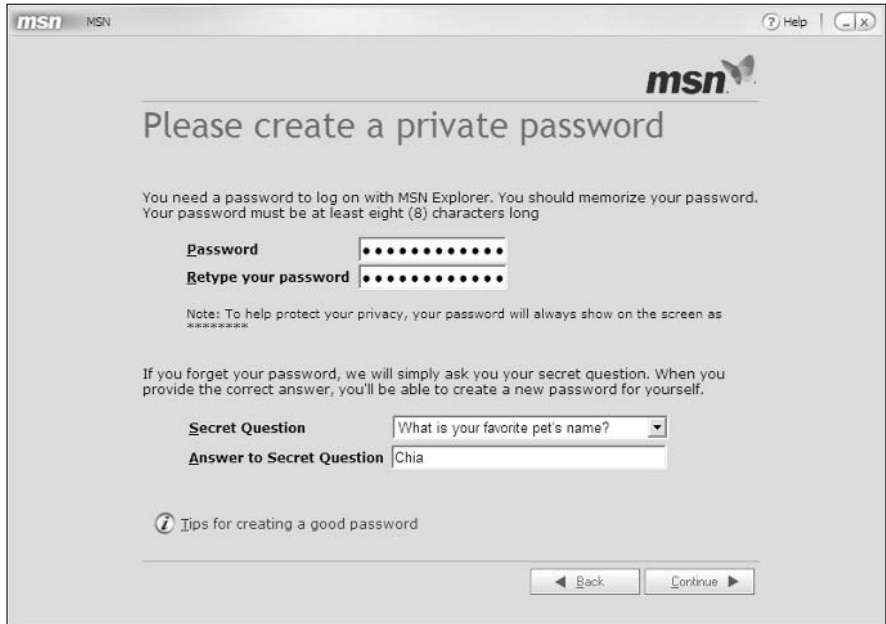 msn MSN Help
msn
Please create a private password
You need a password to log on with MSN Explorer. You should memorize your password.
Your password must be at least eight (8) characters long
Password ●●●●●●●●●●●●
Retype your password ●●●●●●●●●●●●
Note: To help protect your privacy, your password will always show on the screen as
********
If you forget your password, we will simply ask you your secret question. When you
provide the correct answer, you'll be able to create a new password for yourself.
Secret Question What is your favorite pet's name?
Answer to Secret Question Chia
Tips for creating a good password
Back Continue